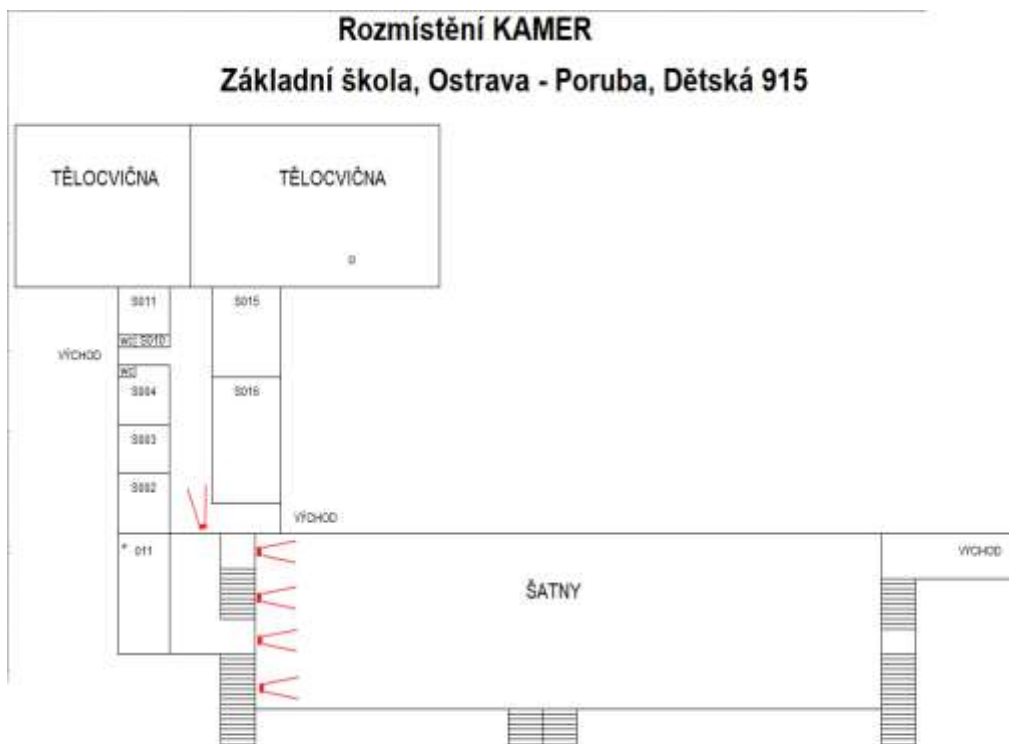 Rozmístění KAMER
Základní škola, Ostrava - Poruba, Dětská 915
TĚLOCVIČNA
TĚLOCVIČNA
S011
S015
WC S010
VÝCHOD
WC
S004
S016
S003
S002
VÝCHOD
011
VÝCHOD
ŠATNY